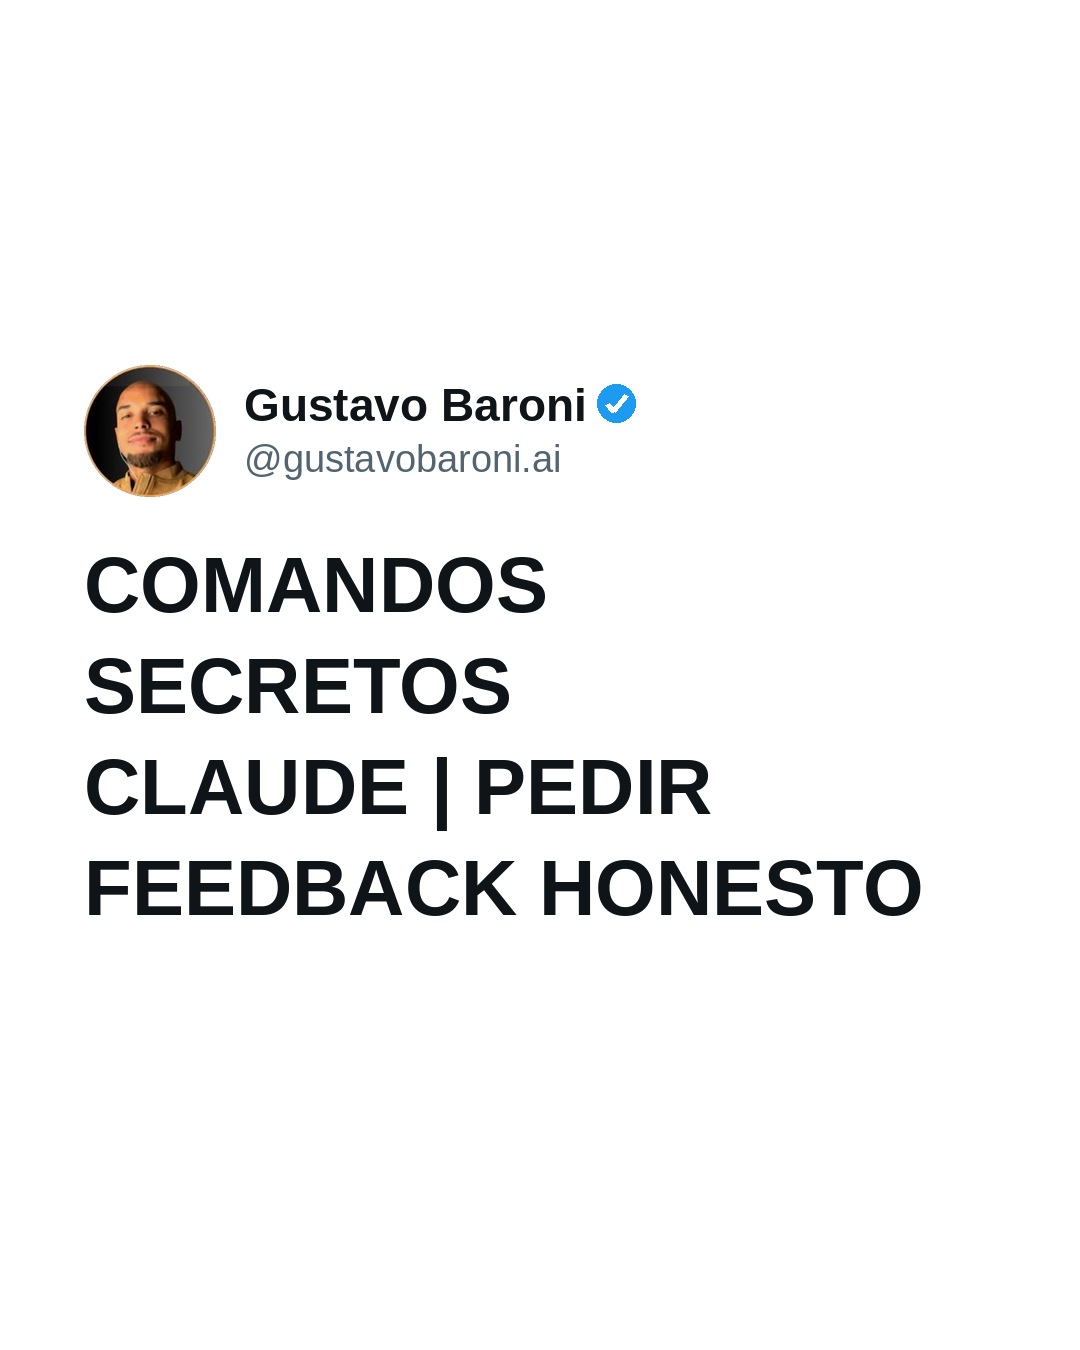 Gustavo Baroni
@gustavobaroni.ai
COMANDOS
SECRETOS
CLAUDE | PEDIR
FEEDBACK HONESTO